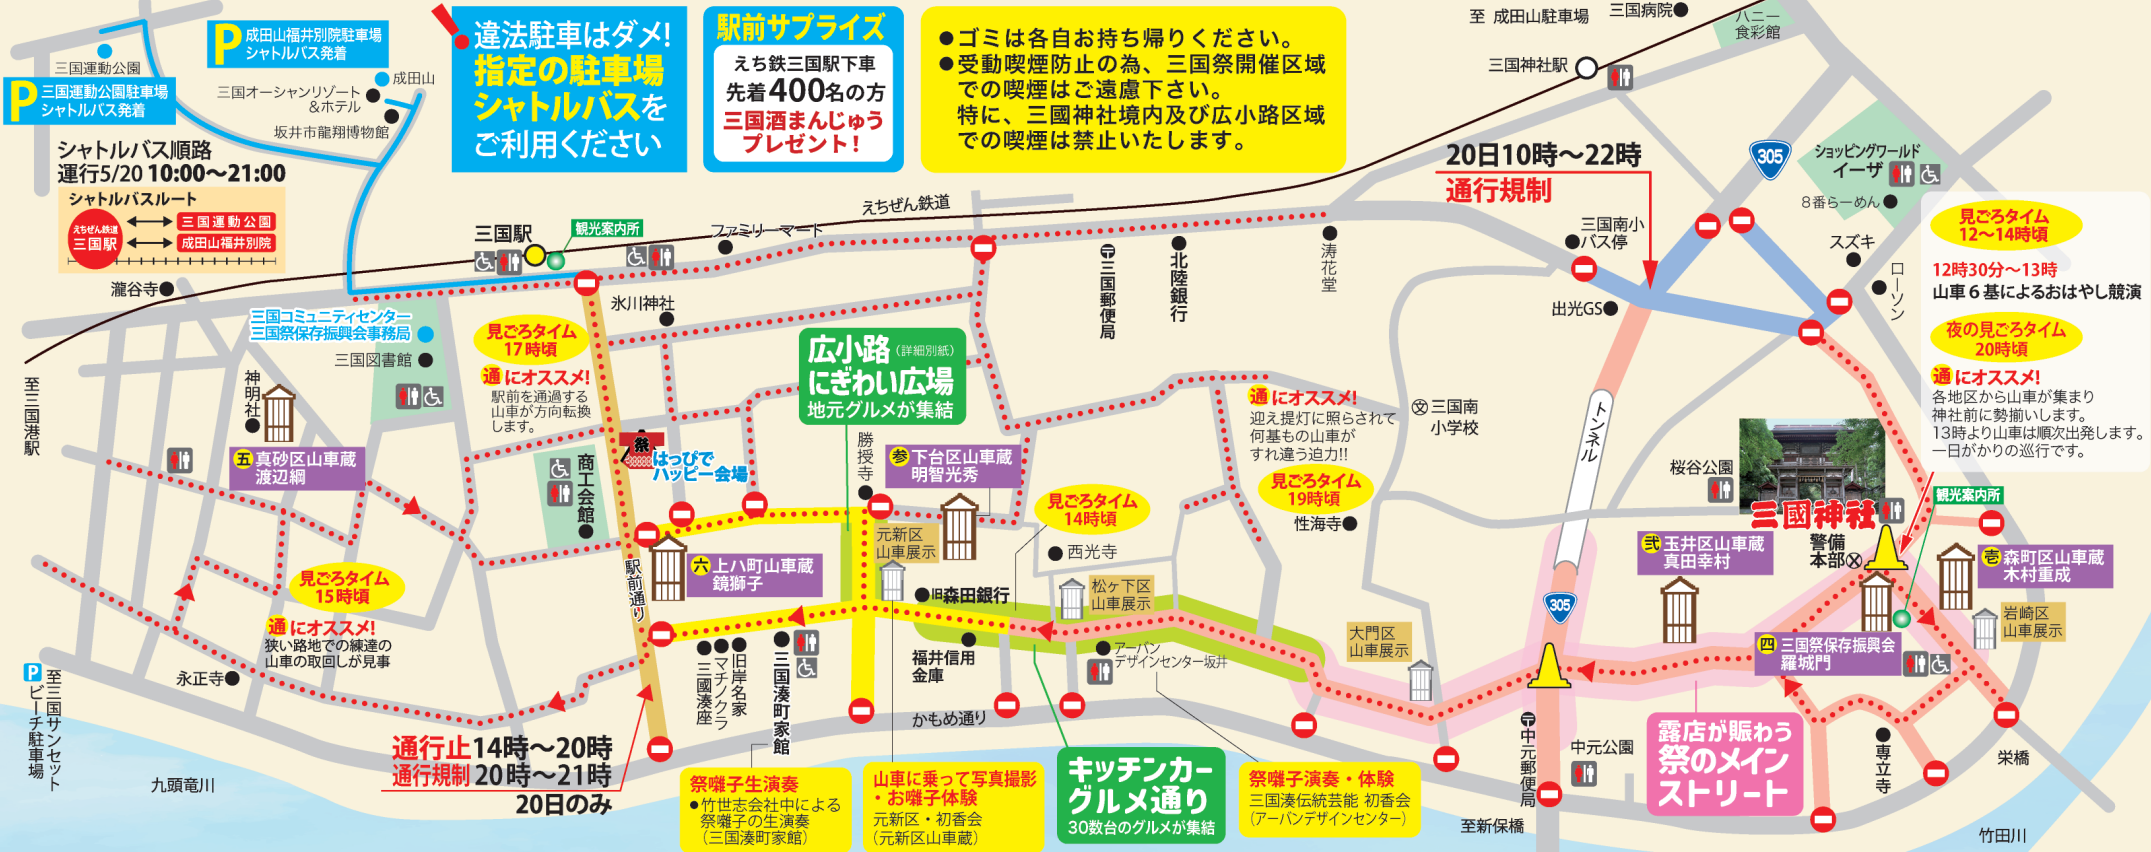 P 成田山福井別院駐車場
シャトルバス発着
三国運動公園
P 三国運動公園駐車場
シャトルバス発着
成田山
三国オーシャンリゾート
&ホテル
坂井市龍翔博物館
シャトルバス順路
運行5/20 10:00〜21:00
シャトルバスルート
えちぜん鉄道
三国駅
三国運動公園
成田山福井別院
違法駐車はダメ!
指定の駐車場
シャトルバスを
ご利用ください
駅前サプライズ
えち鉄三国駅下車
先着400名の方
三国酒まんじゅう
プレゼント!
●ゴミは各自お持ち帰りください。
●受動喫煙防止の為、三国祭開催区域
での喫煙はご遠慮下さい。
特に、三國神社境内及び広小路区域
での喫煙は禁止いたします。
至 成田山駐車場
三国病院
ハニー
食彩館
三国神社駅
20日10時〜22時
通行規制
305
ショッピングワールド
イーザ
8番らーめん
スズキ
ローソン
三国南小
バス停
出光GS
見ごろタイム
12〜14時頃
12時30分〜13時
山車6基によるおはやし競演
夜の見ごろタイム
20時頃
通にオススメ!
各地区から山車が集まり
神社前に勢揃いします。
13時より山車は順次出発します。
一日がかりの巡行です。
えちぜん鉄道
三国駅
観光案内所
ファミリーマート
〒三国郵便局
北陸銀行
涛花堂
瀧谷寺
三国コミュニティセンター
三国祭保存振興会事務局
三国図書館
氷川神社
見ごろタイム
17時頃
通にオススメ!
駅前を通過する
山車が方向転換
します。
広小路(詳細別紙)
にぎわい広場
地元グルメが集結
至三国港駅
神明社
五 真砂区山車蔵
渡辺綱
商工会館
祭
はっぴで
ハッピー会場
勝授寺
参 下台区山車蔵
明智光秀
見ごろタイム
14時頃
通にオススメ!
迎え提灯に照らされて
何基もの山車が
すれ違う迫力!!
見ごろタイム
19時頃
性海寺
文 三国南
小学校
トンネル
桜谷公園
三國神社
観光案内所
警備
本部
弐 玉井区山車蔵
真田幸村
壱 森町区山車蔵
木村重成
岩崎区
山車展示
四 三国祭保存振興会
羅城門
元新区
山車展示
六 上ハ町山車蔵
鏡獅子
駅前通り
旧森田銀行
西光寺
松ヶ下区
山車展示
大門区
山車展示
305
見ごろタイム
15時頃
通にオススメ!
狭い路地での練達の
山車の取回しが見事
永正寺
P 至三国サンセット
ビーチ駐車場
九頭竜川
通行止14時〜20時
通行規制20時〜21時
20日のみ
三國湊座
マチノクラ
旧岸名家
三国湊町家館
福井信用
金庫
アーバン
デザインセンター坂井
かもめ通り
祭囃子生演奏
●竹世志会社中による
祭囃子の生演奏
(三国湊町家館)
山車に乗って写真撮影
・お囃子体験
元新区・初香会
(元新区山車蔵)
キッチンカー
グルメ通り
30数台のグルメが集結
祭囃子演奏・体験
三国湊伝統芸能 初香会
(アーバンデザインセンター)
〒中元郵便局
中元公園
至新保橋
露店が賑わう
祭のメイン
ストリート
専立寺
栄橋
竹田川